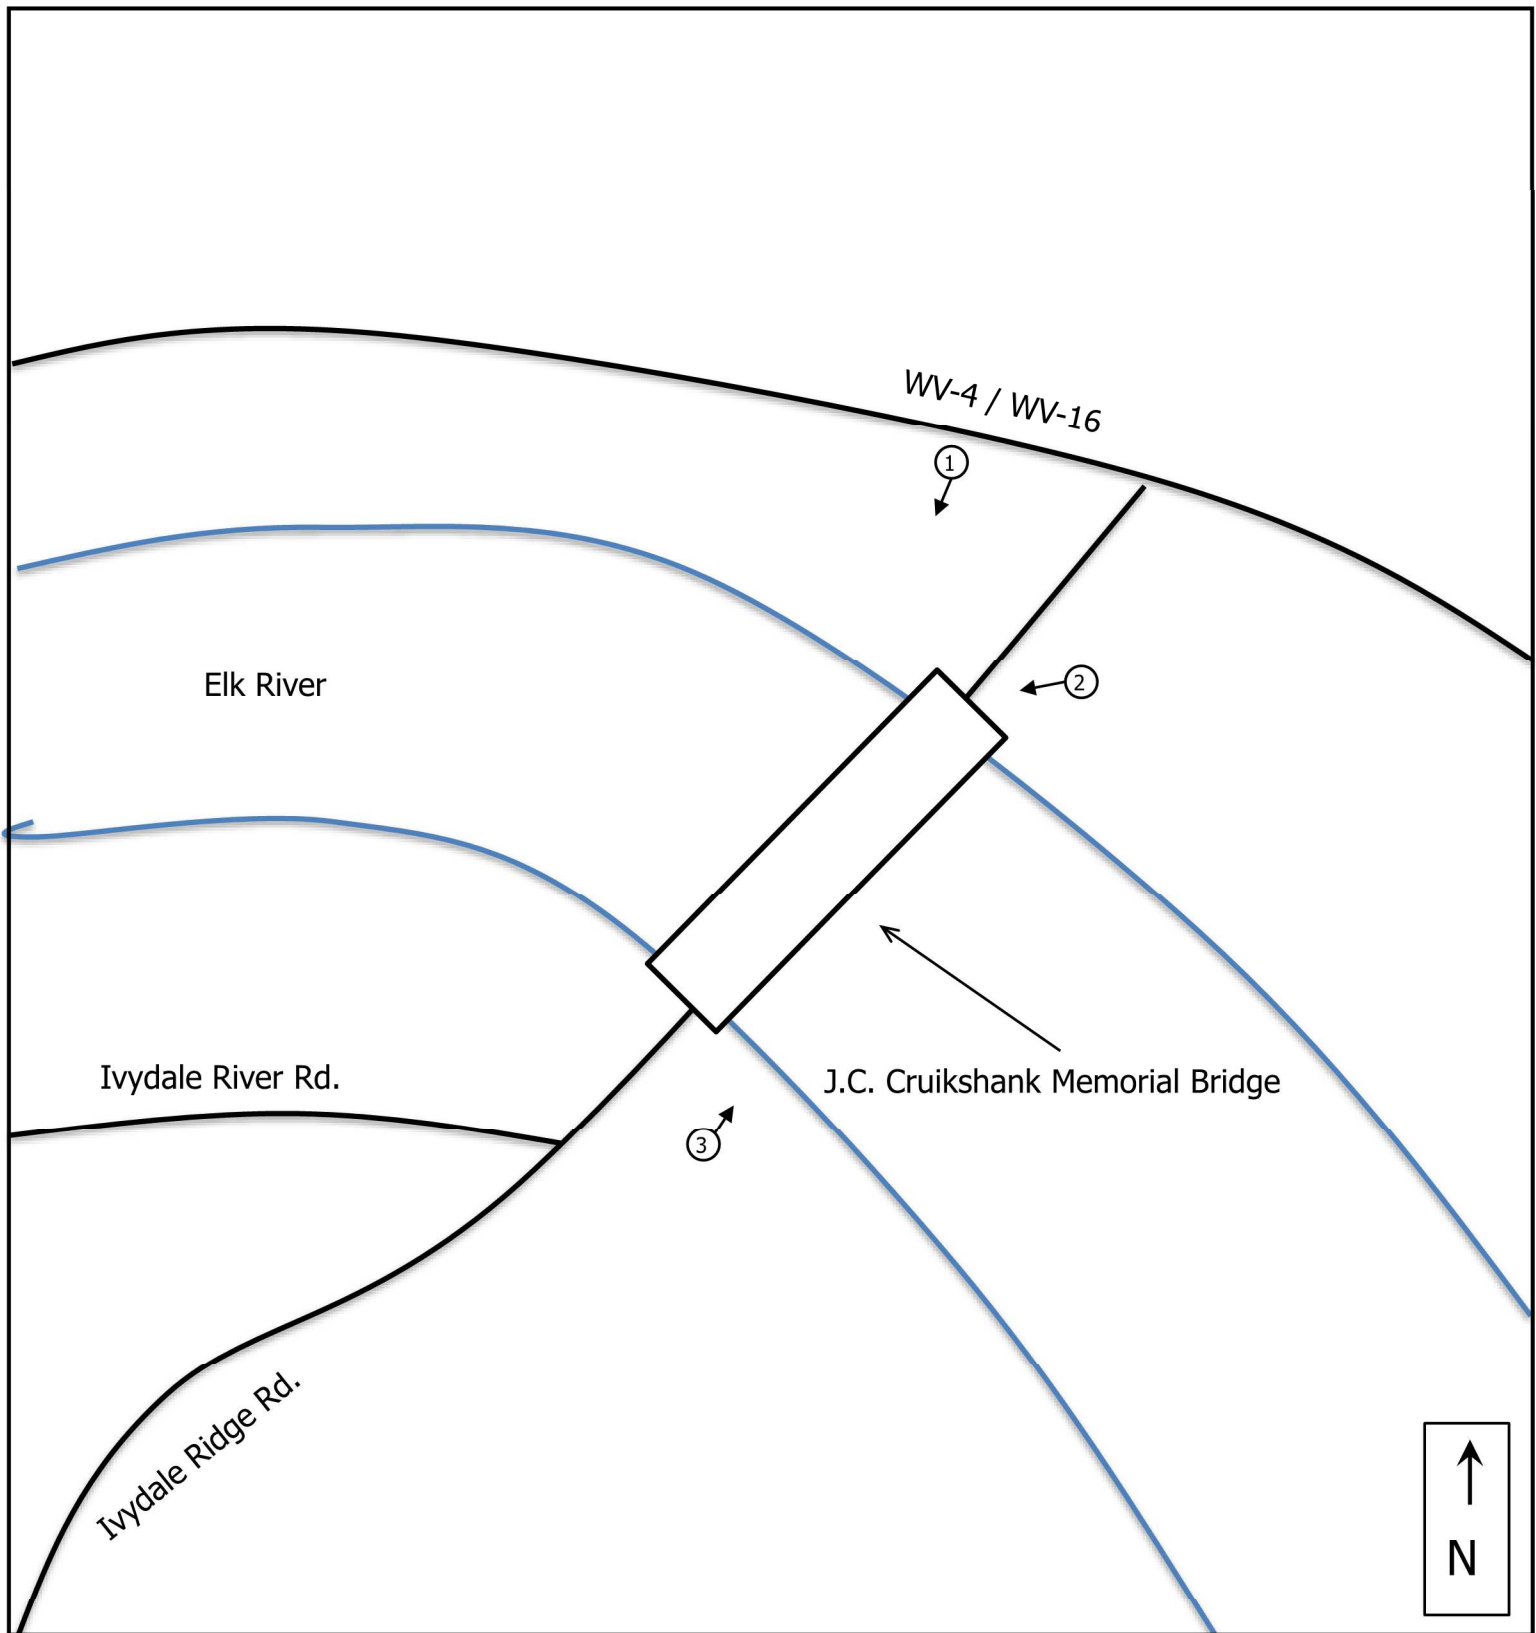 WV-4 / WV-16
1
Elk River
2
Ivydale River Rd.
J.C. Cruikshank Memorial Bridge
3
Ivydale Ridge Rd.
N